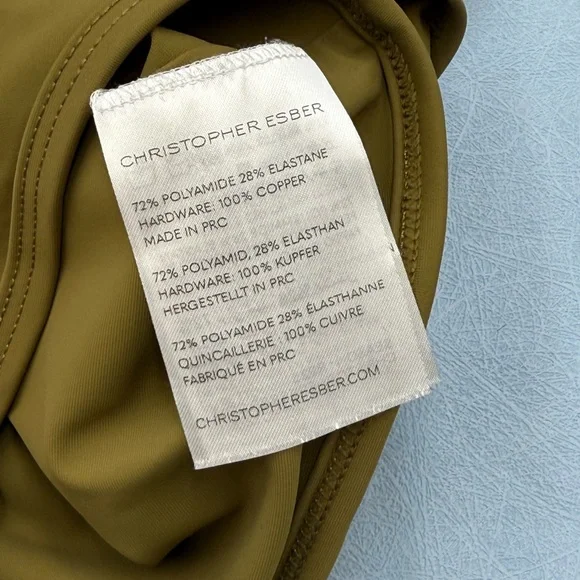 CHRISTOPHER ESBER
72% POLYAMIDE 28% ELASTANE
HARDWARE: 100% COPPER
MADE IN PRC
72% POLYAMID, 28% ELASTHAN
HARDWARE: 100% KUPFER
HERGESTELLT IN PRC
72% POLYAMIDE 28% ÉLASTHANNE
QUINCAILLERIE : 100% CUIVRE
FABRIQUÉ EN PRC
CHRISTOPHERESBER.COM